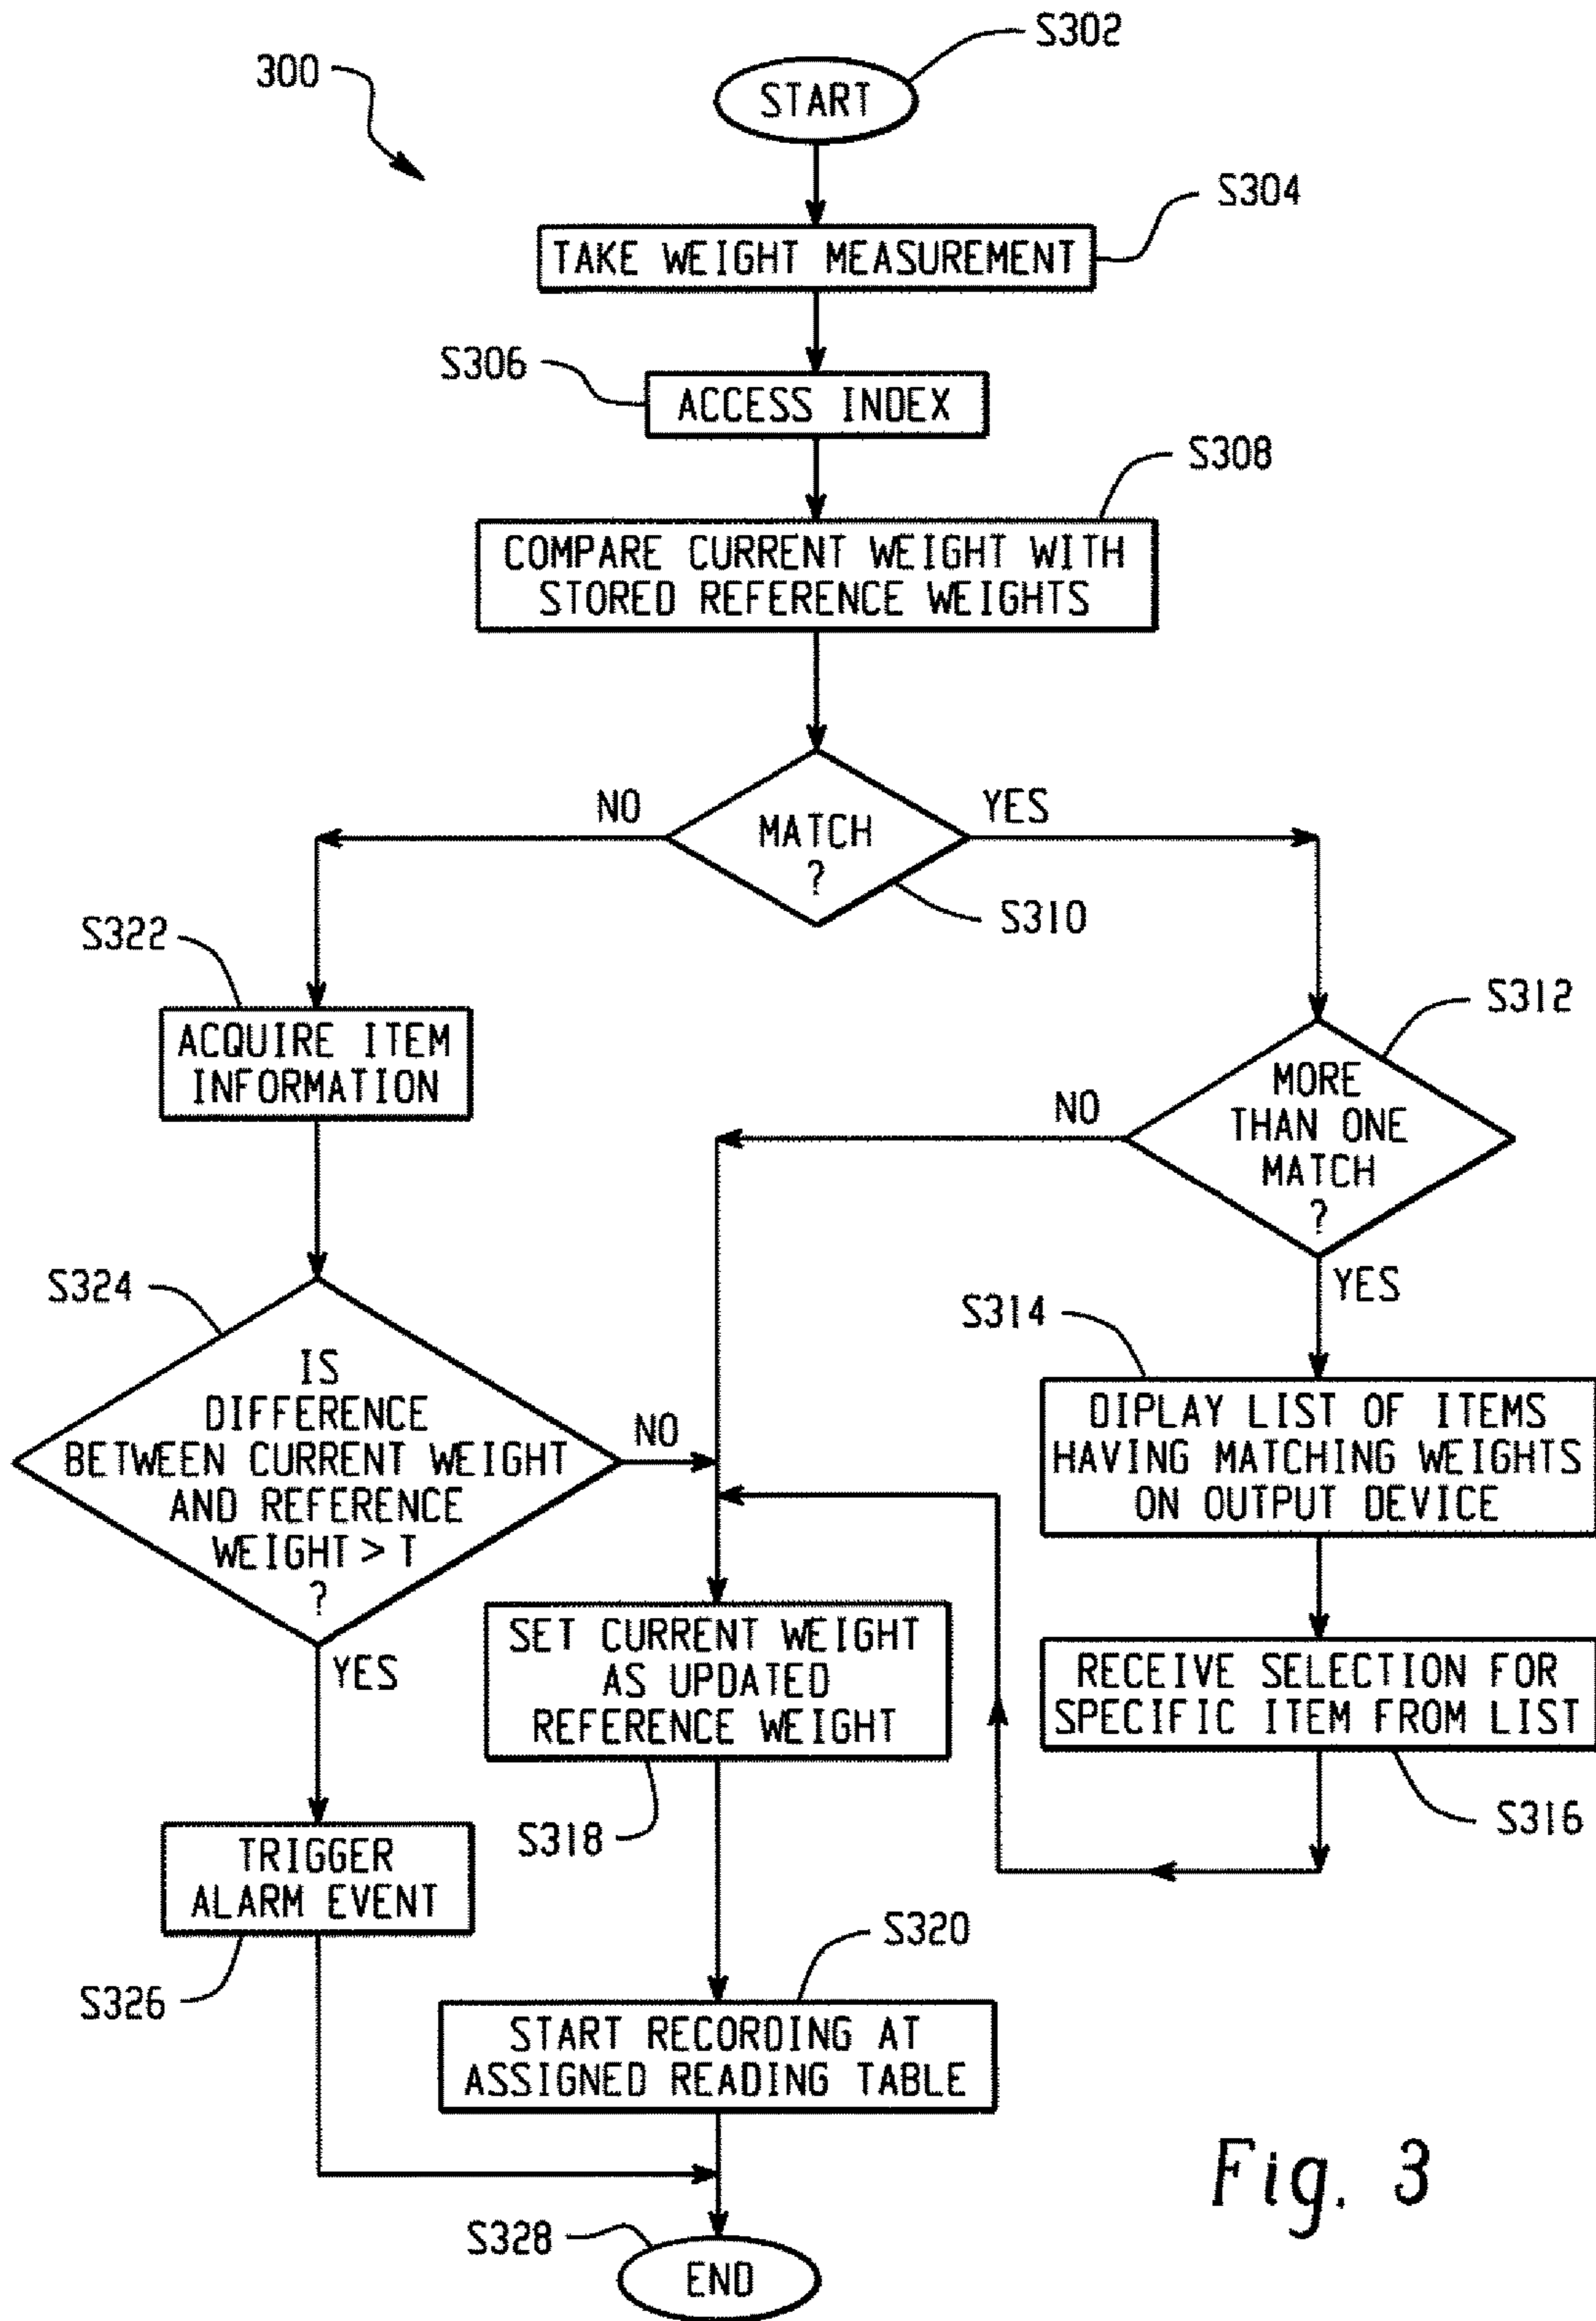 S302
300
START
S304
TAKE WEIGHT MEASUREMENT
S306
ACCESS INDEX
S308
COMPARE CURRENT WEIGHT WITH
STORED REFERENCE WEIGHTS
NO
YES
MATCH
?
S310
S322
ACQUIRE ITEM
INFORMATION
S312
MORE
THAN ONE
MATCH
?
NO
YES
S324
IS
DIFFERENCE
BETWEEN CURRENT WEIGHT
AND REFERENCE
WEIGHT > T
?
NO
YES
S314
DIPLAY LIST OF ITEMS
HAVING MATCHING WEIGHTS
ON OUTPUT DEVICE
SET CURRENT WEIGHT
AS UPDATED
REFERENCE WEIGHT
S318
RECEIVE SELECTION FOR
SPECIFIC ITEM FROM LIST
S316
TRIGGER
ALARM EVENT
S326
S320
START RECORDING AT
ASSIGNED READING TABLE
S328
END
Fig. 3